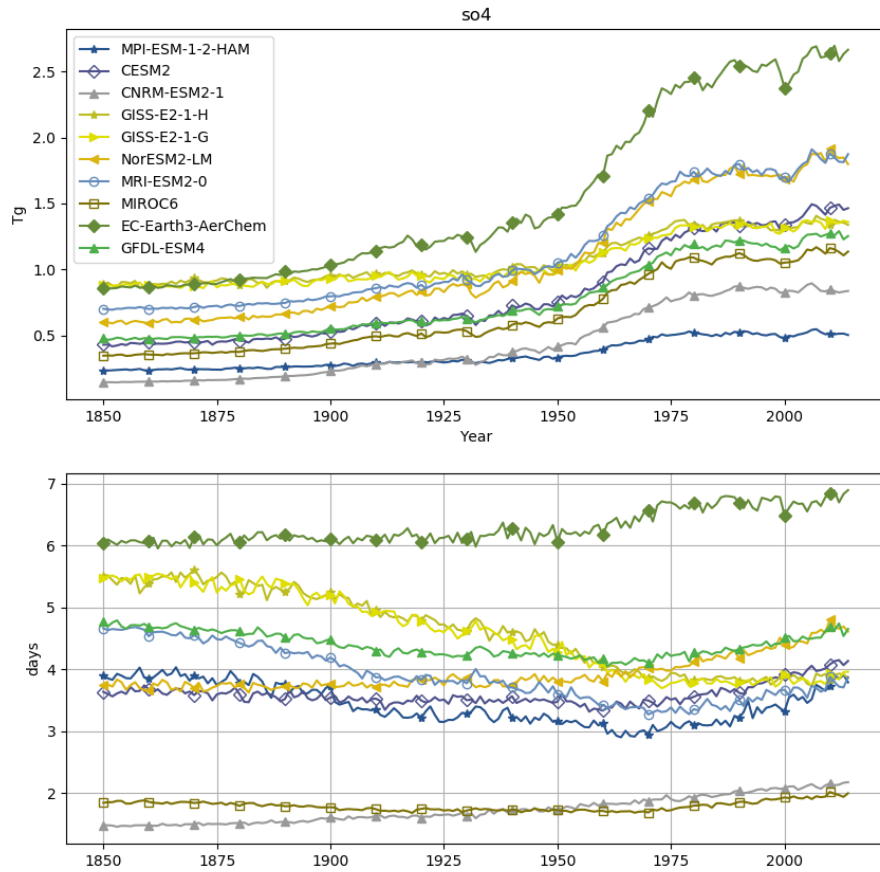 so4
MPI-ESM-1-2-HAM
CESM2
CNRM-ESM2-1
GISS-E2-1-H
GISS-E2-1-G
NorESM2-LM
MRI-ESM2-0
MIROC6
EC-Earth3-AerChem
GFDL-ESM4
2.5
2.0
1.5
1.0
0.5
Tg
1850 1875 1900 1925 1950 1975 2000
Year
7
6
5
4
3
2
days
1850 1875 1900 1925 1950 1975 2000